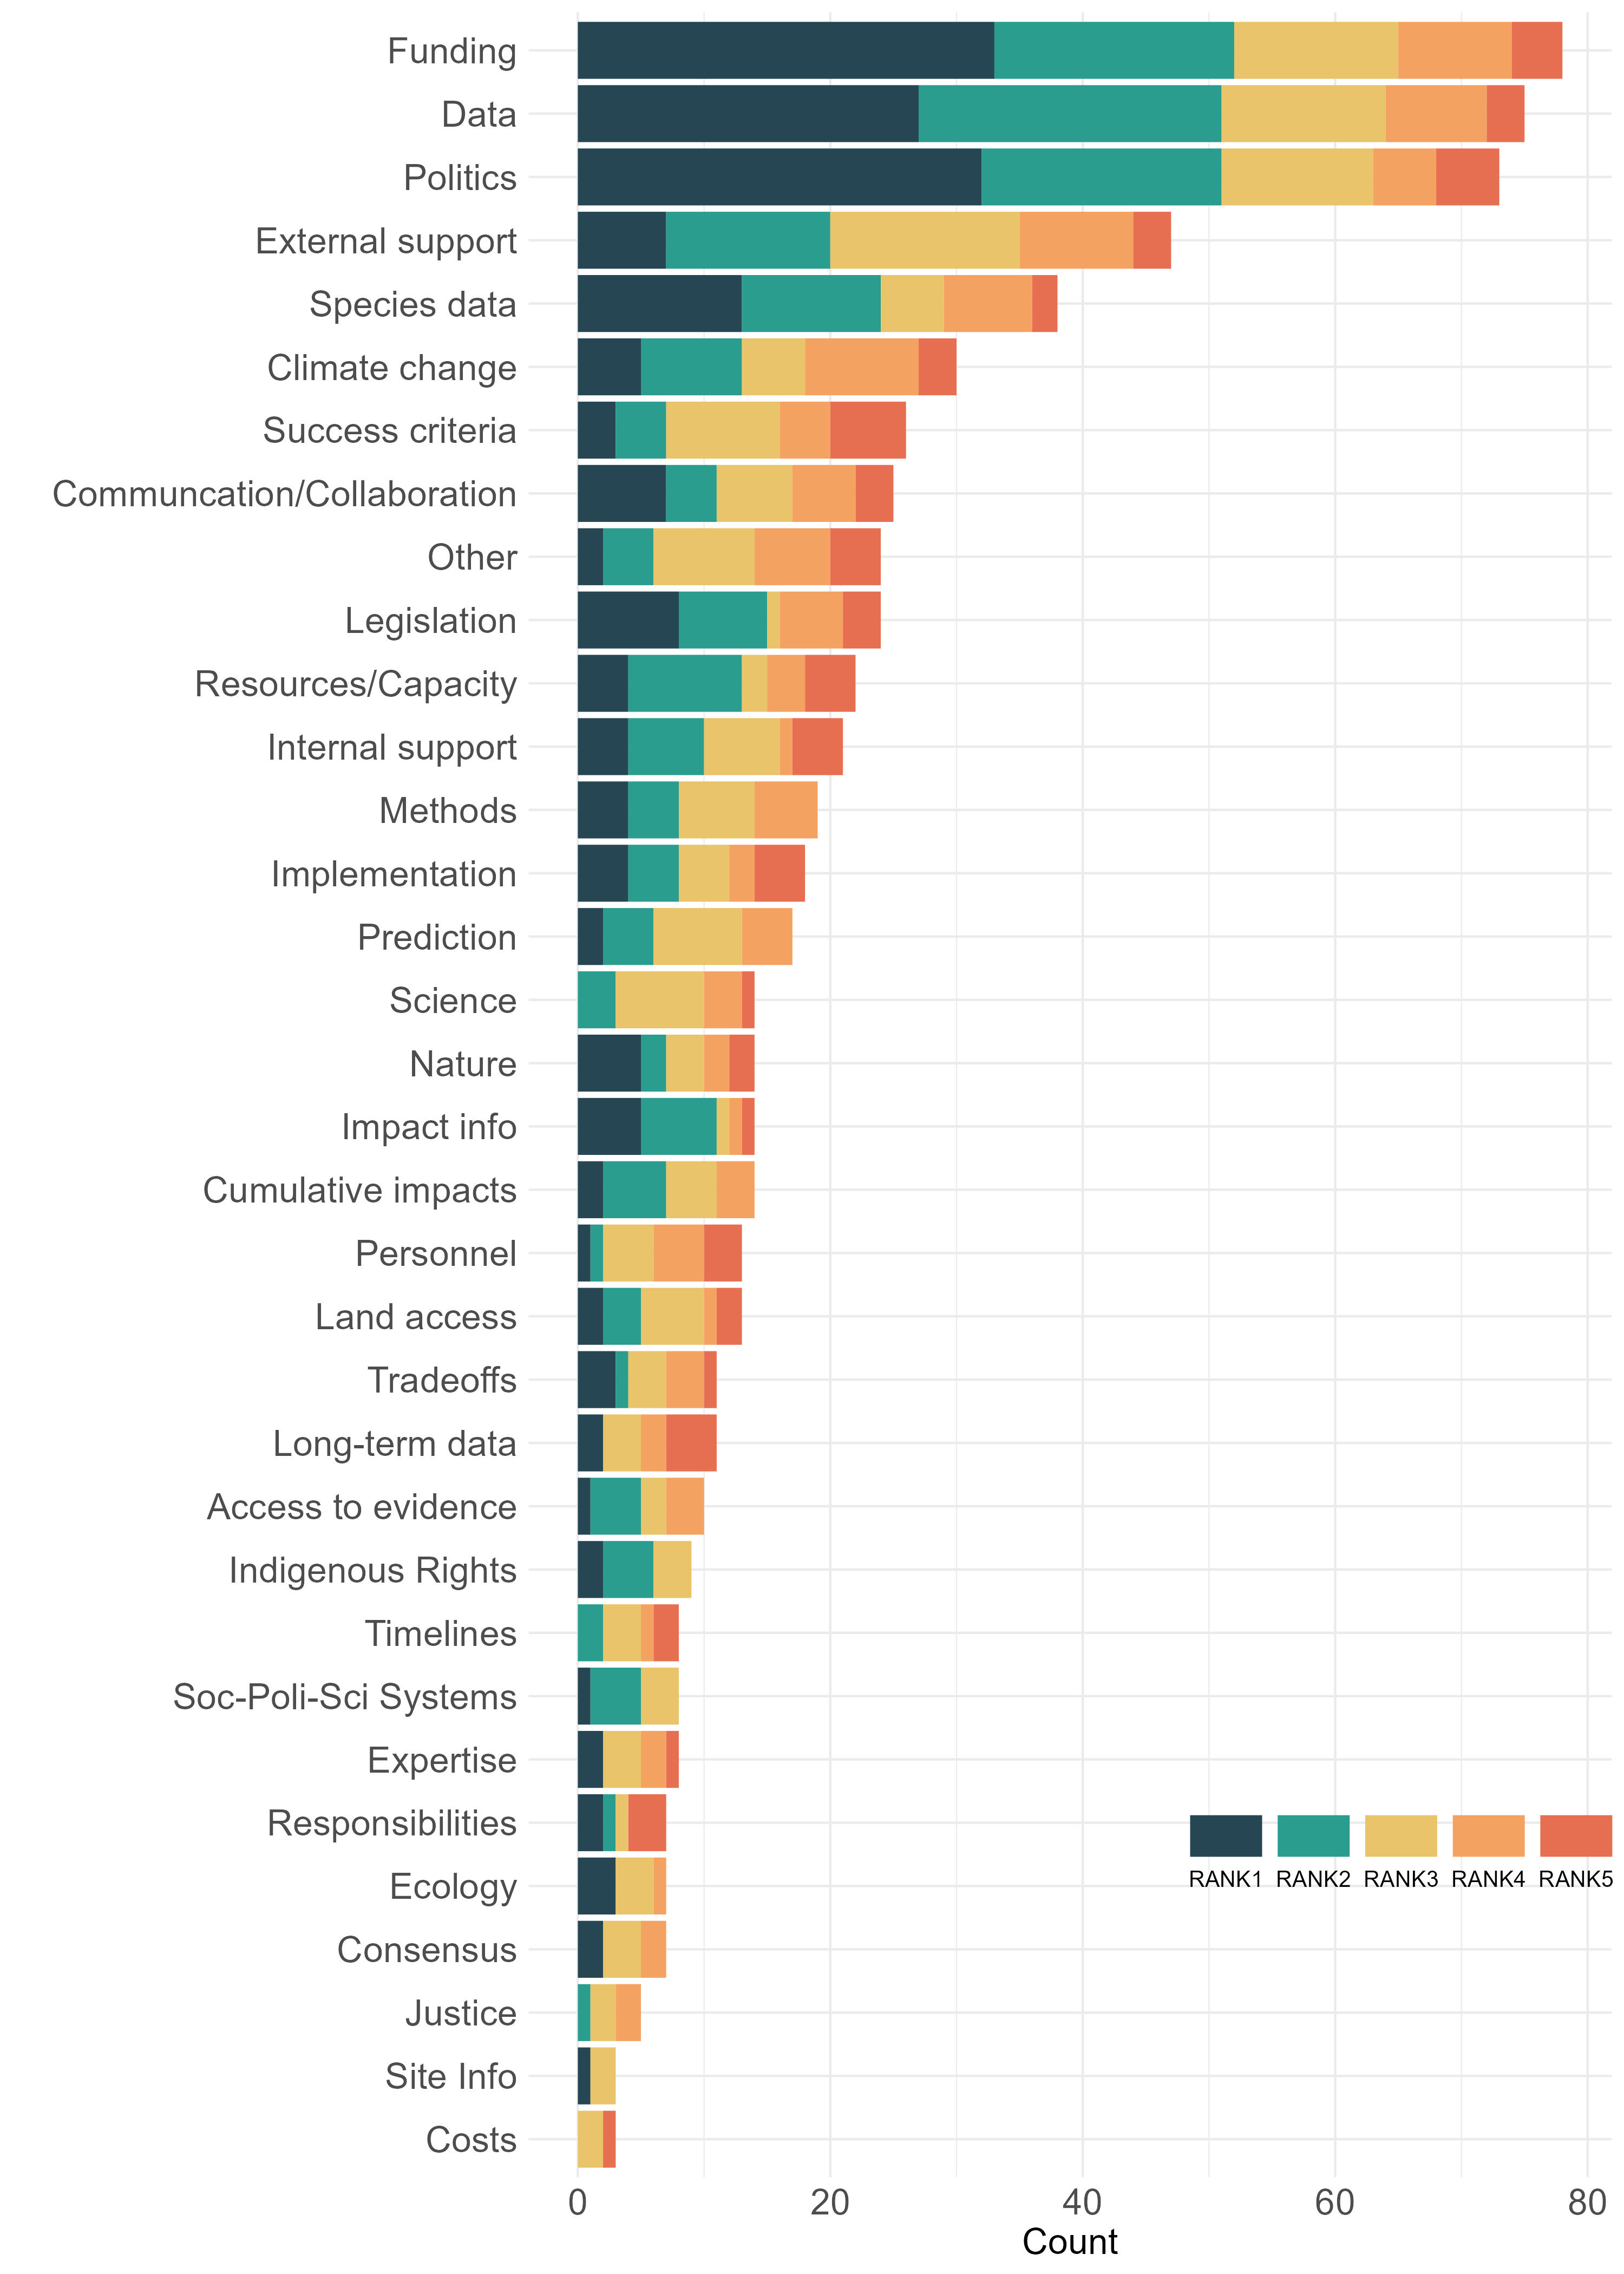 Funding
Data
Politics
External support
Species data
Climate change
Success criteria
Communcation/Collaboration
Other
Legislation
Resources/Capacity
Internal support
Methods
Implementation
Prediction
Science
Nature
Impact info
Cumulative impacts
Personnel
Land access
Tradeoffs
Long-term data
Access to evidence
Indigenous Rights
Timelines
Soc-Poli-Sci Systems
Expertise
Responsibilities
Ecology
Consensus
Justice
Site Info
Costs
RANK1 RANK2 RANK3 RANK4 RANK5
0 20 40 60 80
Count